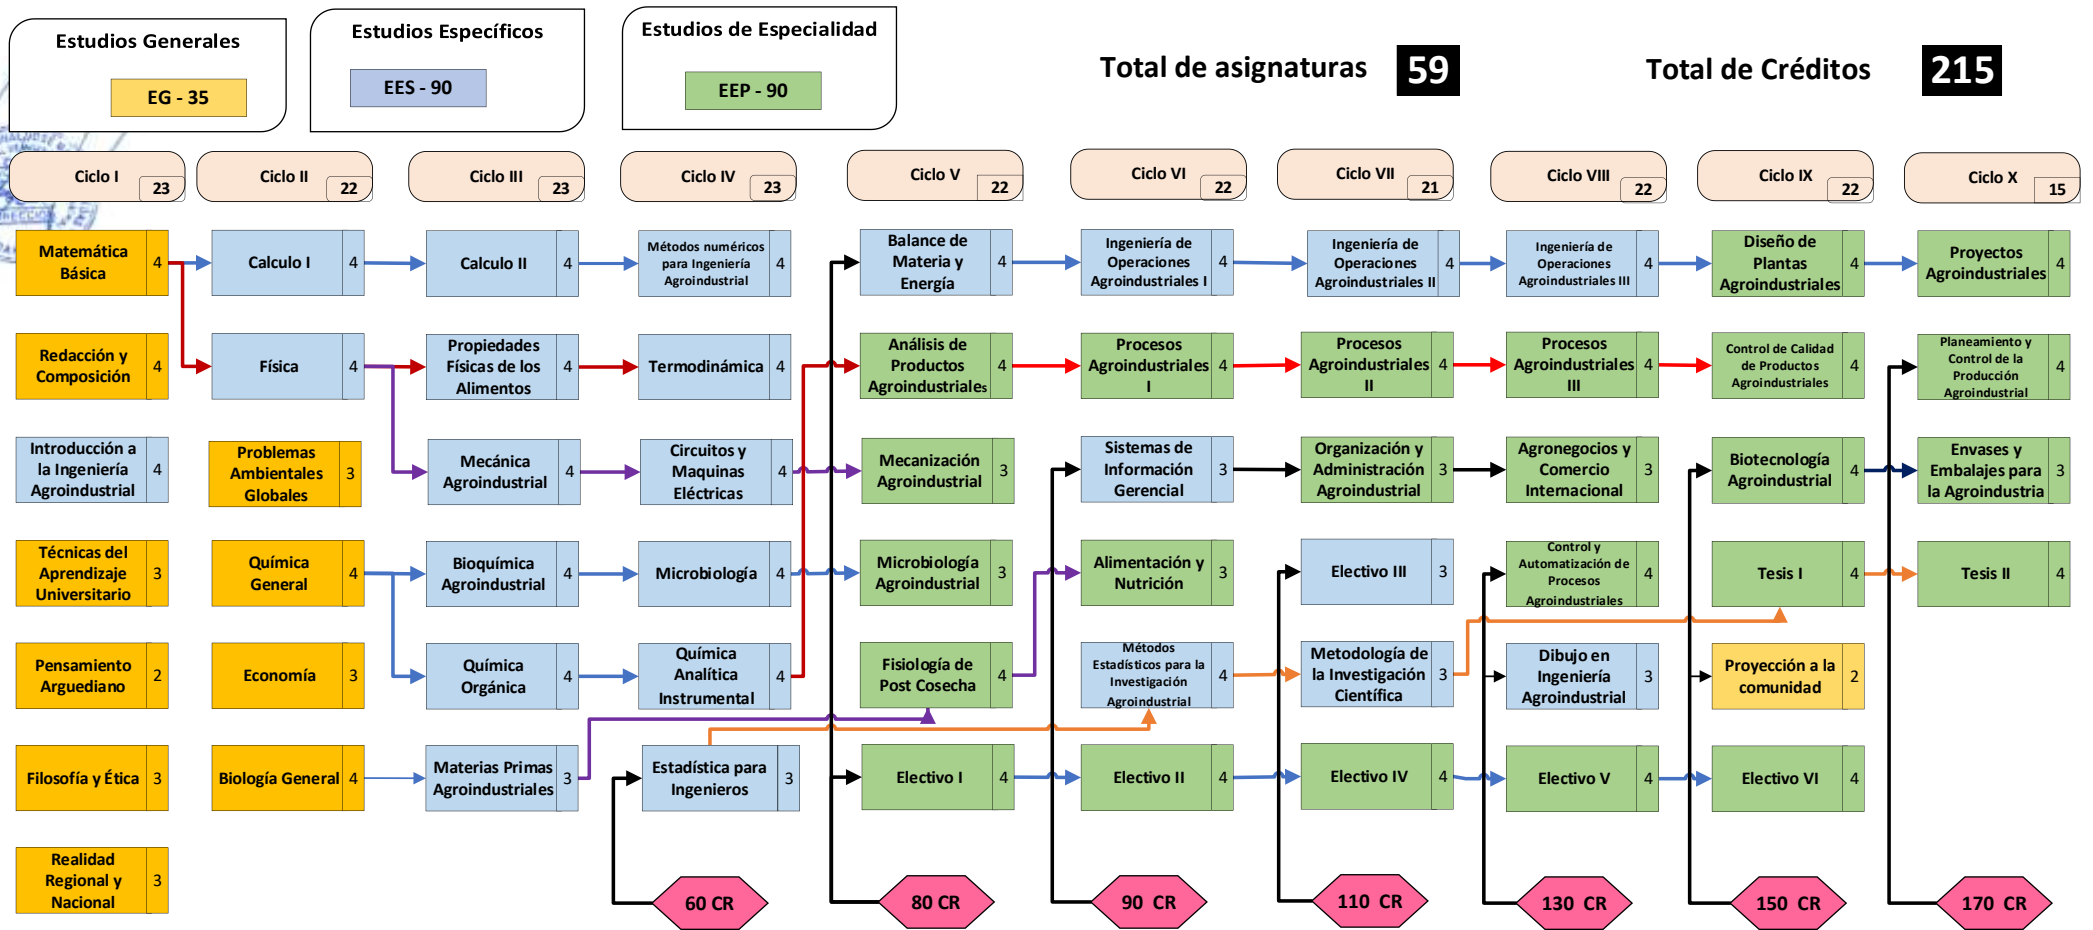 Estudios Generales
EG - 35
Estudios Específicos
EES - 90
Estudios de Especialidad
EEP - 90
Total de asignaturas 59
Total de Créditos 215
Ciclo I 23
Ciclo II 22
Ciclo III 23
Ciclo IV 23
Ciclo V 22
Ciclo VI 22
Ciclo VII 21
Ciclo VIII 22
Ciclo IX 22
Ciclo X 15
Matemática
Básica 4
Calculo I 4
Calculo II 4
Métodos numéricos
para Ingeniería
Agroindustrial 4
Balance de
Materia y
Energía 4
Ingeniería de
Operaciones
Agroindustriales I 4
Ingeniería de
Operaciones
Agroindustriales II 4
Ingeniería de
Operaciones
Agroindustriales III 4
Diseño de
Plantas
Agroindustriales 4
Proyectos
Agroindustriales 4
Redacción y
Composición 4
Física 4
Propiedades
Físicas de los
Alimentos 4
Termodinámica 4
Análisis de
Productos
Agroindustriales 4
Procesos
Agroindustriales
I 4
Procesos
Agroindustriales
II 4
Procesos
Agroindustriales
III 4
Control de Calidad
de Productos
Agroindustriales 4
Planeamiento y
Control de la
Producción
Agroindustrial 4
Introducción a
la Ingeniería
Agroindustrial 4
Problemas
Ambientales
Globales 3
Mecánica
Agroindustrial 4
Circuitos y
Maquinas
Eléctricas 4
Mecanización
Agroindustrial 3
Sistemas de
Información
Gerencial 3
Organización y
Administración
Agroindustrial 3
Agronegocios y
Comercio
Internacional 3
Biotecnología
Agroindustrial 4
Envases y
Embalajes para
la Agroindustria 3
Técnicas del
Aprendizaje
Universitario 3
Química
General 4
Bioquímica
Agroindustrial 4
Microbiología 4
Microbiología
Agroindustrial 3
Alimentación y
Nutrición 3
Electivo III 3
Control y
Automatización de
Procesos
Agroindustriales 4
Tesis I 4
Tesis II 4
Pensamiento
Arguediano 2
Economía 3
Química
Orgánica 4
Química
Analítica
Instrumental 4
Fisiología de
Post Cosecha 4
Métodos
Estadísticos para la
Investigación
Agroindustrial 4
Metodología de
la Investigación
Científica 3
Dibujo en
Ingeniería
Agroindustrial 3
Proyección a la
comunidad 2
Filosofía y Ética 3
Biología General 4
Materias Primas
Agroindustriales 3
Estadística para
Ingenieros 3
Electivo I 4
Electivo II 4
Electivo IV 4
Electivo V 4
Electivo VI 4
Realidad
Regional y
Nacional 3
60 CR
80 CR
90 CR
110 CR
130 CR
150 CR
170 CR